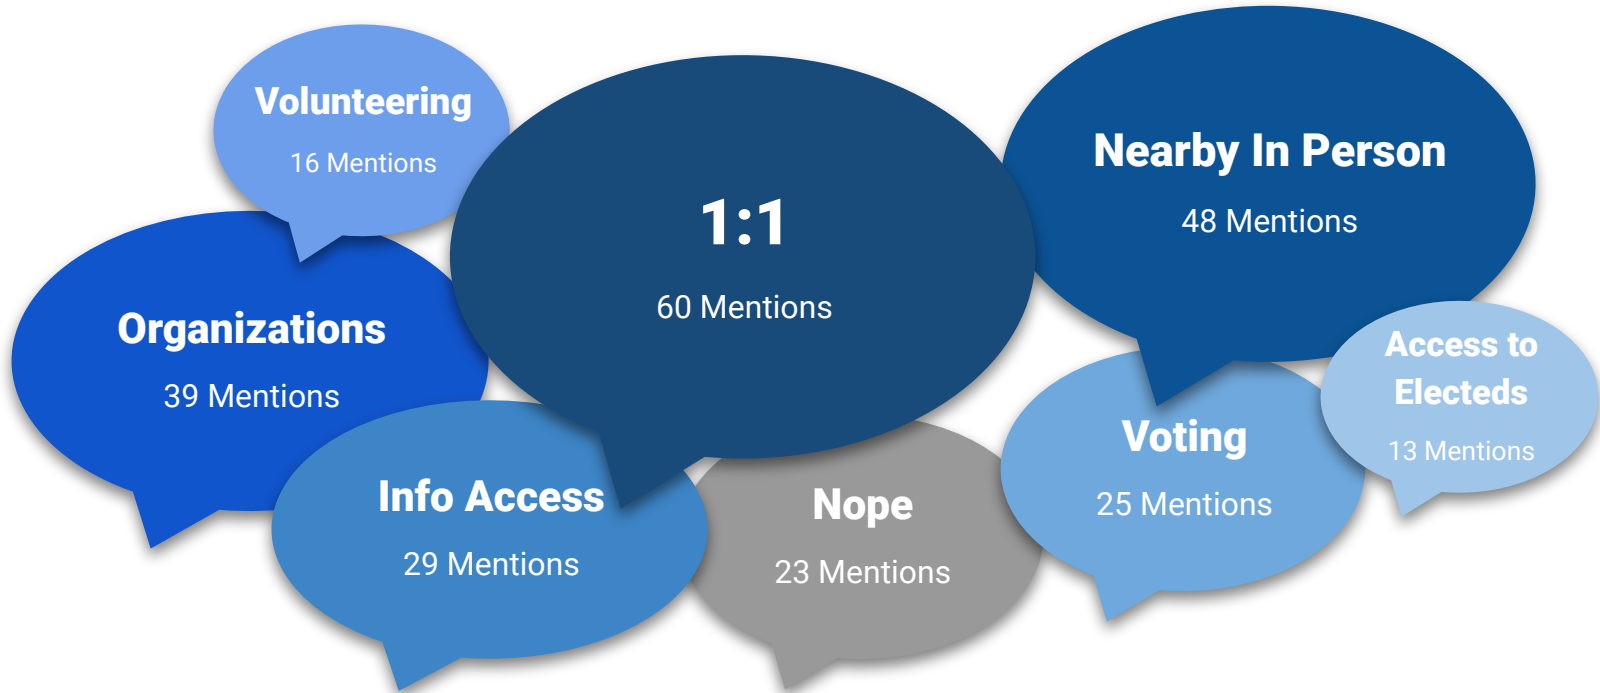 Volunteering
16 Mentions
1:1
60 Mentions
Nearby In Person
48 Mentions
Organizations
39 Mentions
Access to
Electeds
13 Mentions
Info Access
29 Mentions
Nope
23 Mentions
Voting
25 Mentions